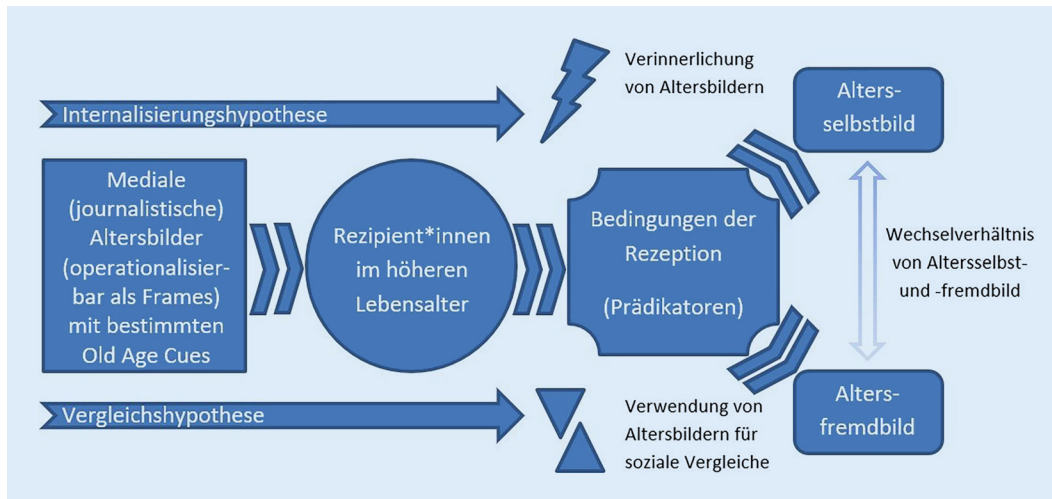 Internalisierungshypothese
Verinnerlichung
von Altersbildern
Alters-
selbstbild
Mediale
(journalistische)
Altersbilder
(operationalisier-
bar als Frames)
mit bestimmten
Old Age Cues
Rezipient*innen
im höheren
Lebensalter
Bedingungen der
Rezeption
(Prädikatoren)
Wechselverhältnis
von Altersselbst-
und -fremdbild
Vergleichshypothese
Verwendung von
Altersbildern für
soziale Vergleiche
Alters-
fremdbild